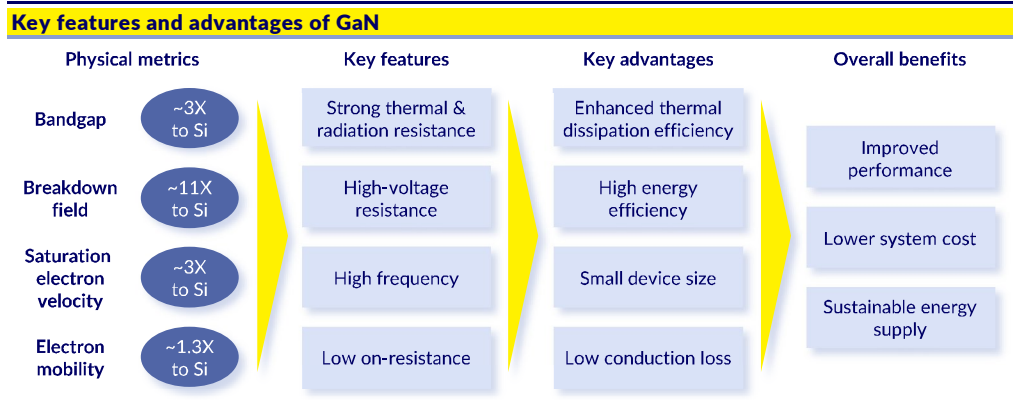 Key features and advantages of GaN
Physical metrics
Key features
Key advantages
Overall benefits
Bandgap
~3X
to Si
Strong thermal &
radiation resistance
Enhanced thermal
dissipation efficiency
Breakdown
field
~11X
to Si
High-voltage
resistance
High energy
efficiency
Saturation
electron
velocity
~3X
to Si
High frequency
Small device size
Electron
mobility
~1.3X
to Si
Low on-resistance
Low conduction loss
Improved
performance
Lower system cost
Sustainable energy
supply